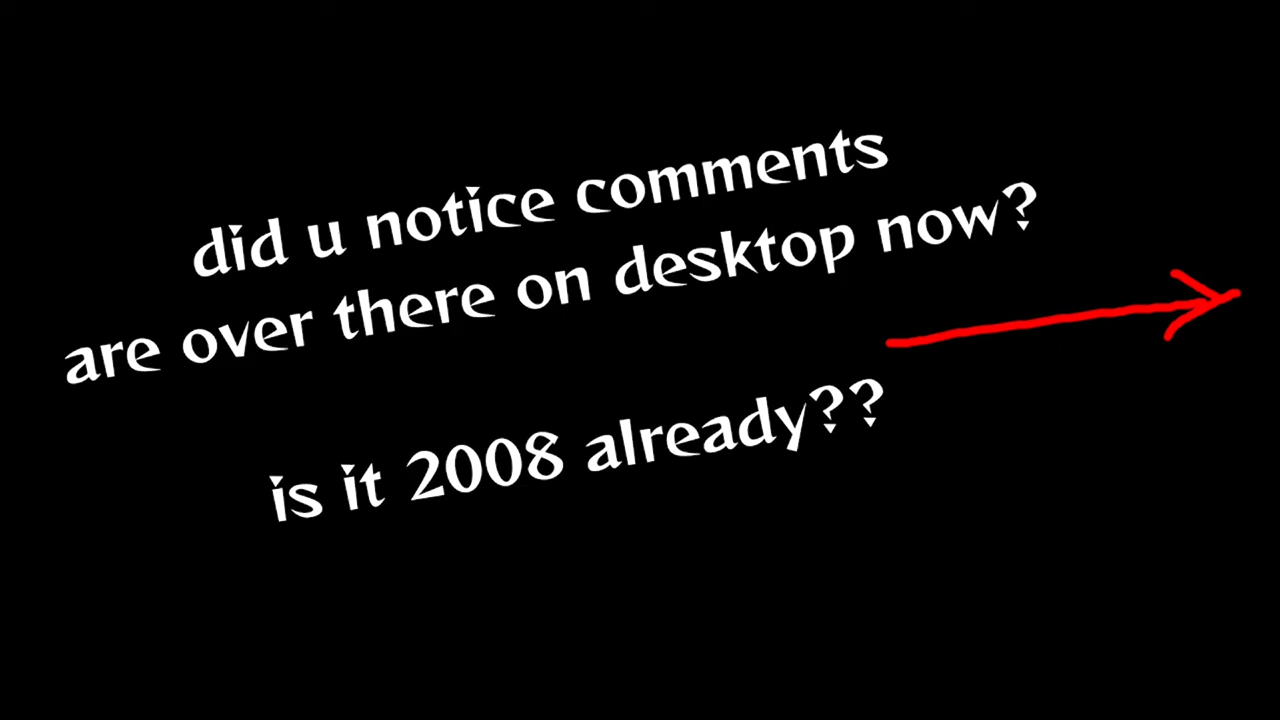 did u notice comments
are over there on desktop now?
is it 2008 already??